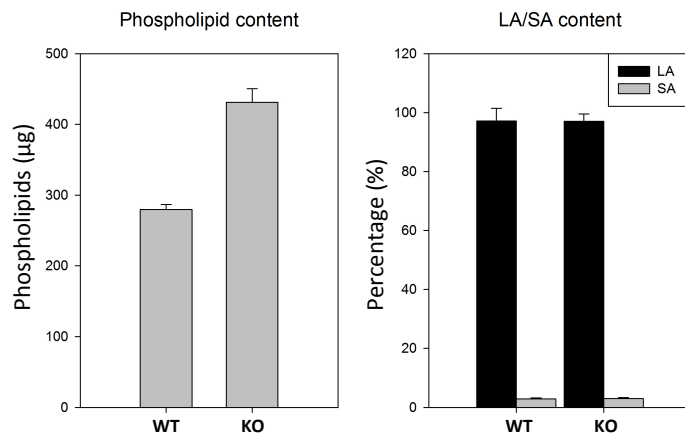 Phospholipid content
Phospholipids (µg)
500
400
300
200
100
0
WT KO
LA/SA content
Percentage (%)
120
100
80
60
40
20
0
LA
SA
WT KO